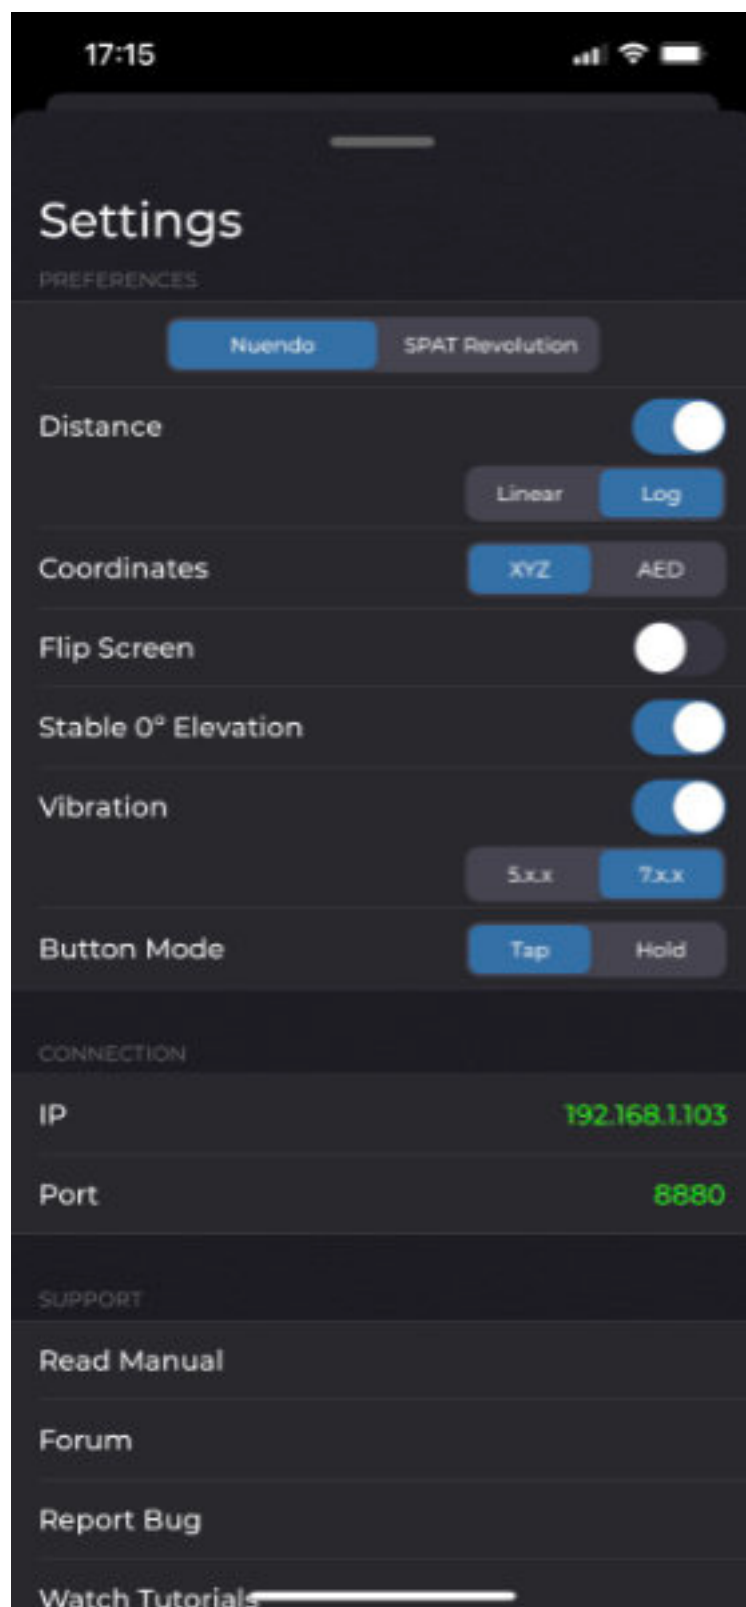 17:15
Settings
PREFERENCES
Nuendo SPAT Revolution
Distance
Linear Log
Coordinates XYZ AED
Flip Screen
Stable 0° Elevation
Vibration
5.x.x 7.x.x
Button Mode Tap Hold
CONNECTION
IP 192.168.1.103
Port 8880
SUPPORT
Read Manual
Forum
Report Bug
Watch Tutorials